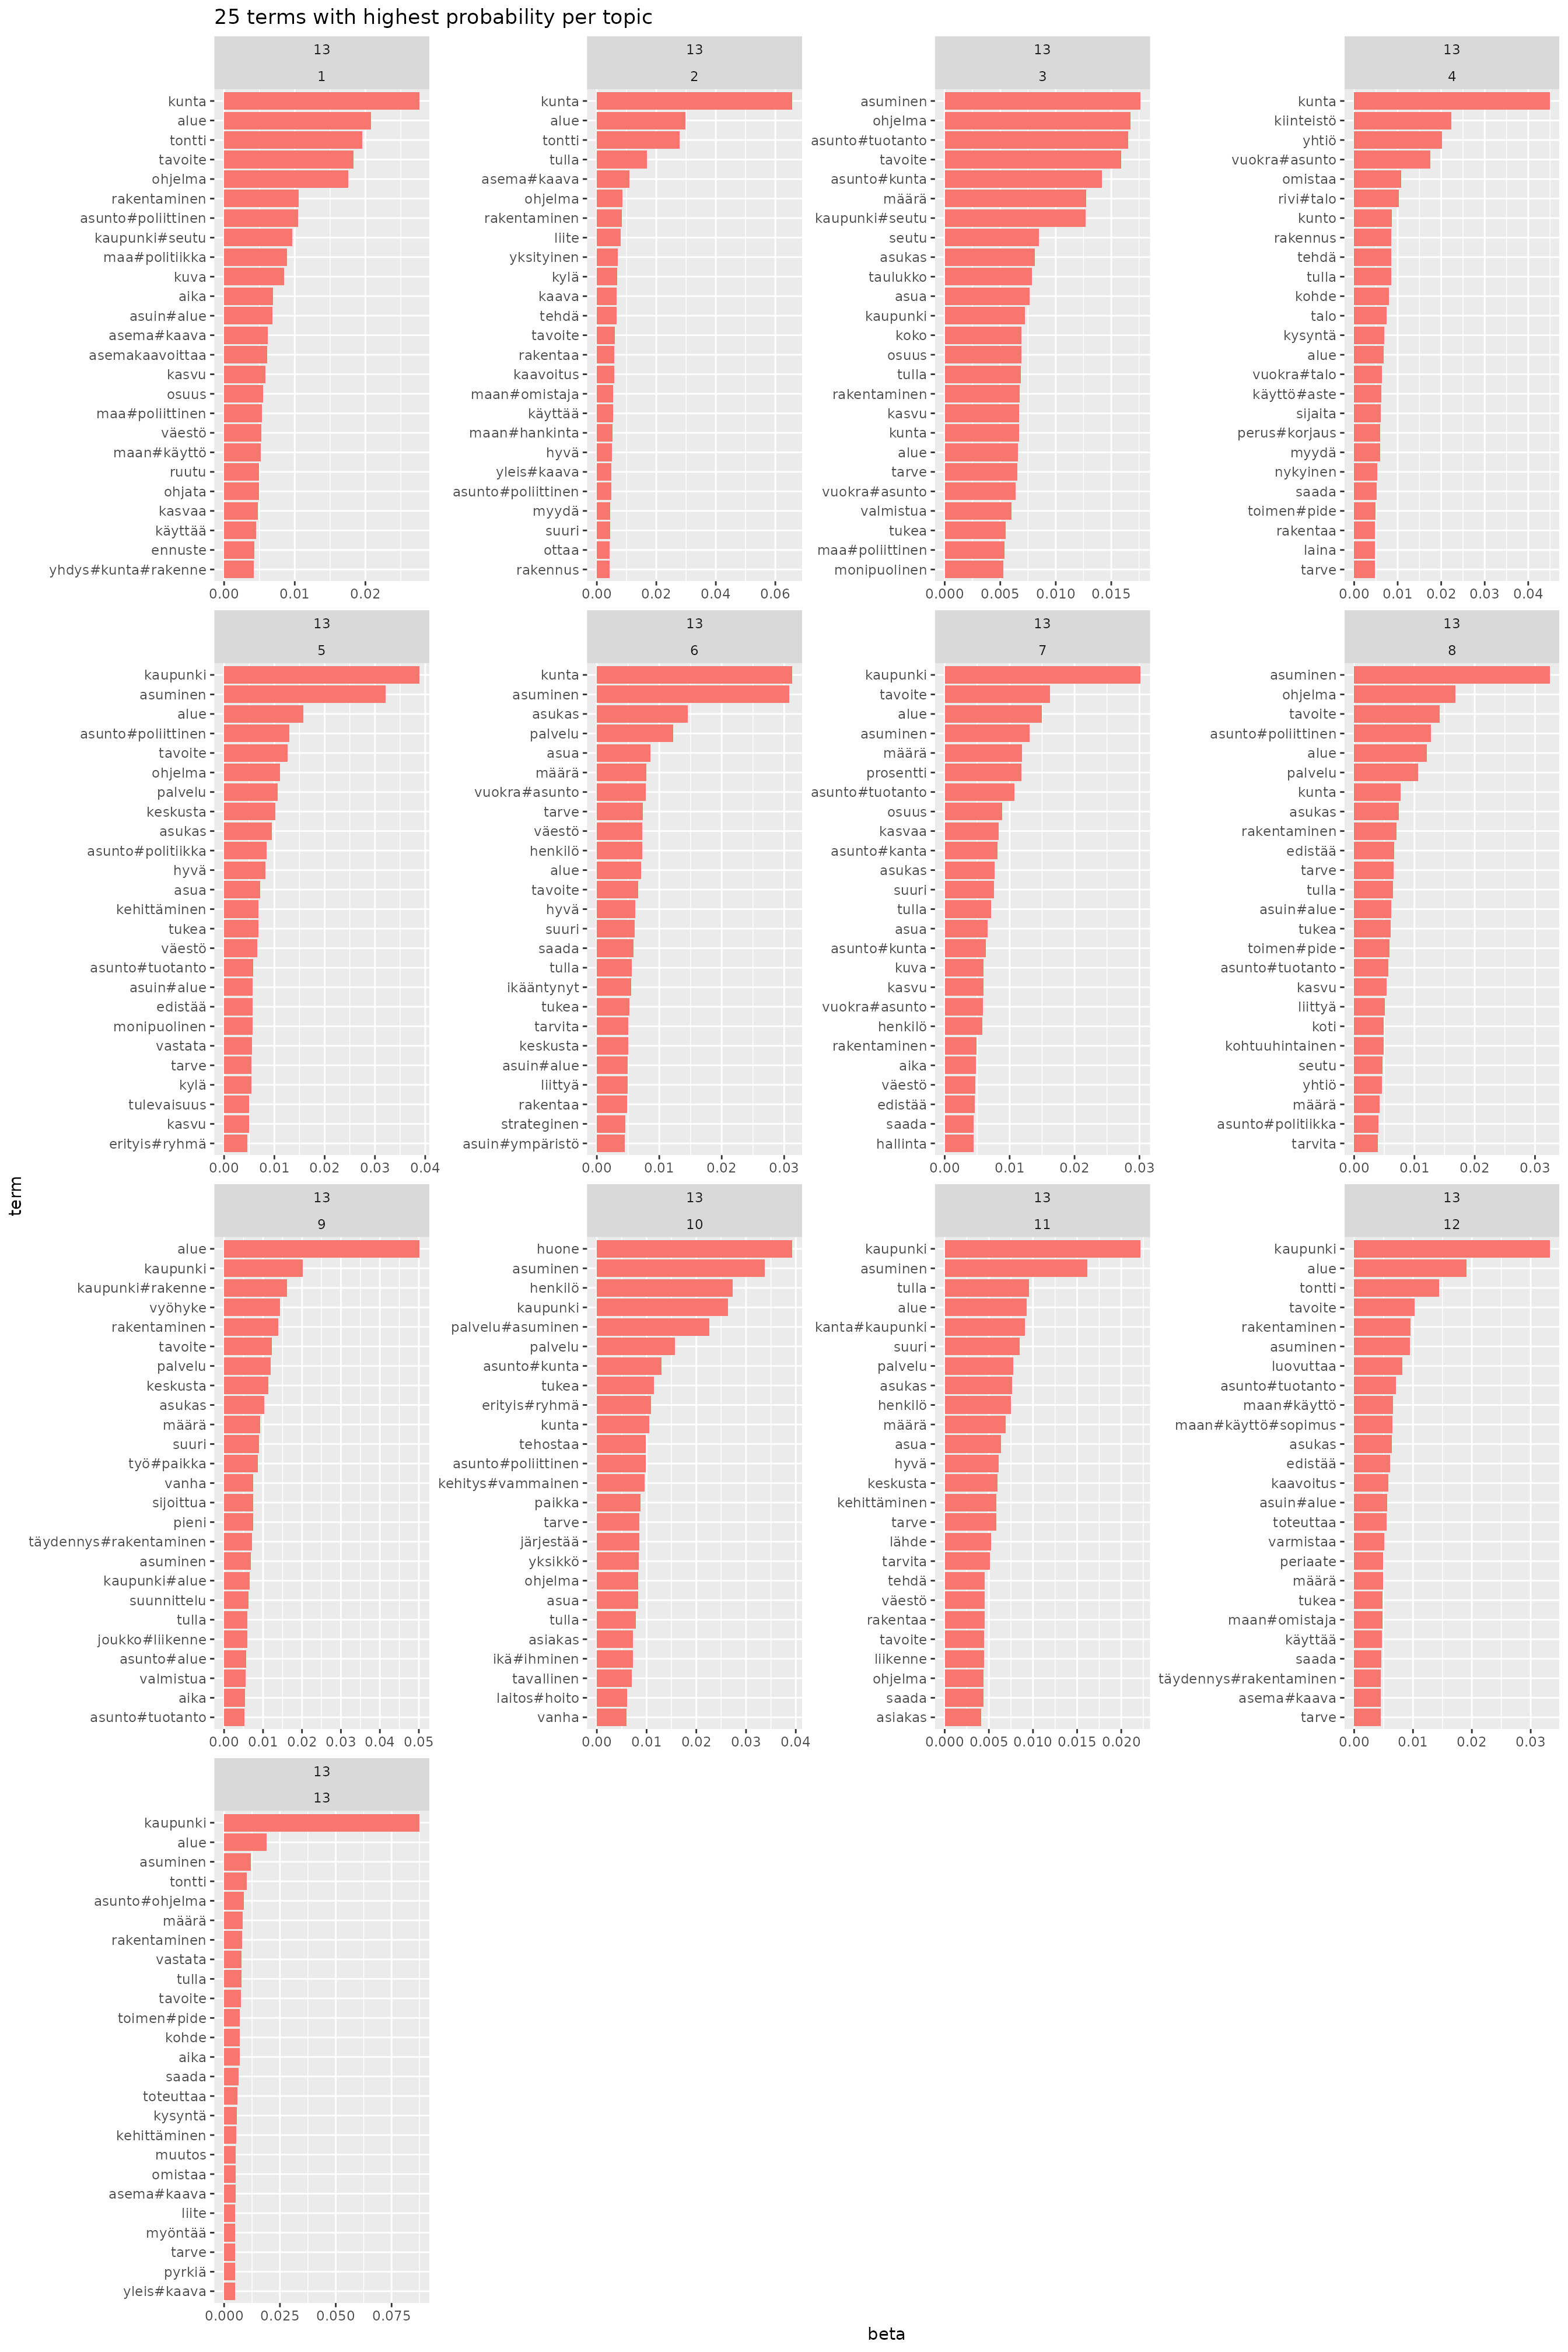 25 terms with highest probability per topic
13
1
kunta
alue
tontti
tavoite
ohjelma
rakentaminen
asunto#poliittinen
kaupunki#seutu
maa#politiikka
kuva
aika
asuin#alue
asema#kaava
asemakaavoittaa
kasvu
osuus
maa#poliittinen
väestö
maan#käyttö
ruutu
ohjata
kasvaa
käyttää
ennuste
yhdys#kunta#rakenne
0.00 0.01 0.02
13
2
kunta
alue
tontti
tulla
asema#kaava
ohjelma
rakentaminen
liite
yksityinen
kylä
kaava
tehdä
tavoite
rakentaa
kaavoitus
maan#omistaja
käyttää
maan#hankinta
hyvä
yleis#kaava
asunto#poliittinen
myydä
suuri
ottaa
rakennus
0.00 0.02 0.04 0.06
13
3
asuminen
ohjelma
asunto#tuotanto
tavoite
asunto#kunta
määrä
kaupunki#seutu
seutu
asukas
taulukko
asua
kaupunki
koko
osuus
tulla
rakentaminen
kasvu
kunta
alue
tarve
vuokra#asunto
valmistua
tukea
maa#poliittinen
monipuolinen
0.000 0.005 0.010 0.015
13
4
kunta
kiinteistö
yhtiö
vuokra#asunto
omistaa
rivi#talo
kunto
rakennus
tehdä
tulla
kohde
talo
kysyntä
alue
vuokra#talo
käyttö#aste
sijaita
perus#korjaus
myydä
nykyinen
saada
toimen#pide
rakentaa
laina
tarve
0.00 0.01 0.02 0.03 0.04
13
5
kaupunki
asuminen
alue
asunto#poliittinen
tavoite
ohjelma
palvelu
keskusta
asukas
asunto#politiikka
hyvä
asua
kehittäminen
tukea
väestö
asunto#tuotanto
asuin#alue
edistää
monipuolinen
vastata
tarve
kylä
tulevaisuus
kasvu
erityis#ryhmä
0.00 0.01 0.02 0.03 0.04
13
6
kunta
asuminen
asukas
palvelu
asua
määrä
vuokra#asunto
tarve
väestö
henkilö
alue
tavoite
hyvä
suuri
saada
tulla
ikääntynyt
tukea
tarvita
keskusta
asuin#alue
liittyä
rakentaa
strateginen
asuin#ympäristö
0.00 0.01 0.02 0.03
13
7
kaupunki
tavoite
alue
asuminen
määrä
prosentti
asunto#tuotanto
osuus
kasvaa
asunto#kanta
asukas
suuri
tulla
asua
asunto#kunta
kuva
kasvu
vuokra#asunto
henkilö
rakentaminen
aika
väestö
edistää
saada
hallinta
0.00 0.01 0.02 0.03
13
8
asuminen
ohjelma
tavoite
asunto#poliittinen
alue
palvelu
kunta
asukas
rakentaminen
edistää
tarve
tulla
asuin#alue
tukea
toimen#pide
asunto#tuotanto
kasvu
liittyä
koti
kohtuuhintainen
seutu
yhtiö
määrä
asunto#politiikka
tarvita
0.00 0.01 0.02 0.03
term
13
9
alue
kaupunki
kaupunki#rakenne
vyöhyke
rakentaminen
tavoite
palvelu
keskusta
asukas
määrä
suuri
työ#paikka
vanha
sijoittua
pieni
täydennys#rakentaminen
asuminen
kaupunki#alue
suunnittelu
tulla
joukko#liikenne
asunto#alue
valmistua
aika
asunto#tuotanto
0.00 0.01 0.02 0.03 0.04 0.05
13
10
huone
asuminen
henkilö
kaupunki
palvelu#asuminen
palvelu
asunto#kunta
tukea
erityis#ryhmä
kunta
tehostaa
asunto#poliittinen
kehitys#vammainen
paikka
tarve
järjestää
yksikkö
ohjelma
asua
tulla
asiakas
ikä#ihminen
tavallinen
laitos#hoito
vanha
0.00 0.01 0.02 0.03 0.04
13
11
kaupunki
asuminen
tulla
alue
kanta#kaupunki
suuri
palvelu
asukas
henkilö
määrä
asua
hyvä
keskusta
kehittäminen
tarve
lähde
tarvita
tehdä
väestö
rakentaa
tavoite
liikenne
ohjelma
saada
asiakas
0.000 0.005 0.010 0.015 0.020
13
12
kaupunki
alue
tontti
tavoite
rakentaminen
asuminen
luovuttaa
asunto#tuotanto
maan#käyttö
maan#käyttö#sopimus
asukas
edistää
kaavoitus
asuin#alue
toteuttaa
varmistaa
periaate
määrä
tukea
maan#omistaja
käyttää
saada
täydennys#rakentaminen
asema#kaava
tarve
0.00 0.01 0.02 0.03
13
13
kaupunki
alue
asuminen
tontti
asunto#ohjelma
määrä
rakentaminen
vastata
tulla
tavoite
toimen#pide
kohde
aika
saada
toteuttaa
kysyntä
kehittäminen
muutos
omistaa
asema#kaava
liite
myöntää
tarve
pyrkiä
yleis#kaava
0.000 0.025 0.050 0.075
beta